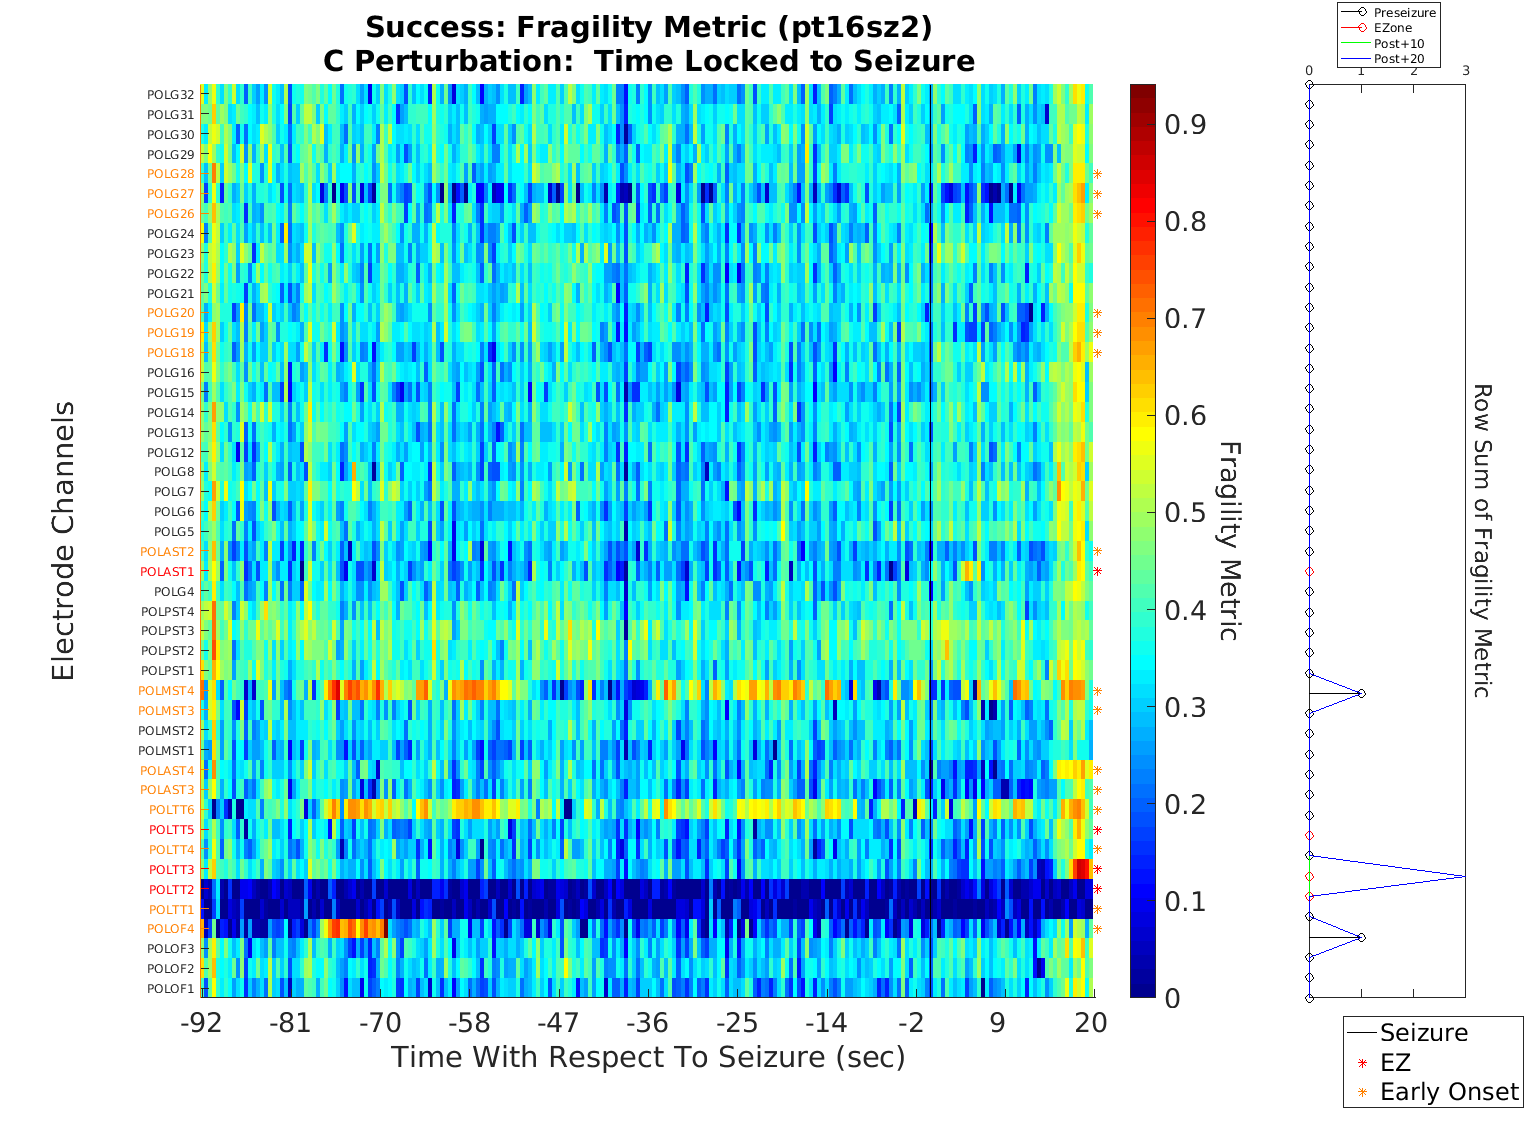 Success: Fragility Metric (pt16sz2)
C Perturbation:  Time Locked to Seizure
Electrode Channels
POLG32
POLG31
POLG30
POLG29
POLG28
POLG27
POLG26
POLG24
POLG23
POLG22
POLG21
POLG20
POLG19
POLG18
POLG16
POLG15
POLG14
POLG13
POLG12
POLG8
POLG7
POLG6
POLG5
POLAST2
POLAST1
POLG4
POLPST4
POLPST3
POLPST2
POLPST1
POLMST4
POLMST3
POLMST2
POLMST1
POLAST4
POLAST3
POLTT6
POLTT5
POLTT4
POLTT3
POLTT2
POLTT1
POLOF4
POLOF3
POLOF2
POLOF1
-92 -81 -70 -58 -47 -36 -25 -14 -2 9 20
Time With Respect To Seizure (sec)
0.9
0.8
0.7
0.6
0.5
0.4
0.3
0.2
0.1
0
Fragility Metric
Preseizure
EZone
Post+10
Post+20
0 1 2 3
Row Sum of Fragility Metric
Seizure
EZ
Early Onset